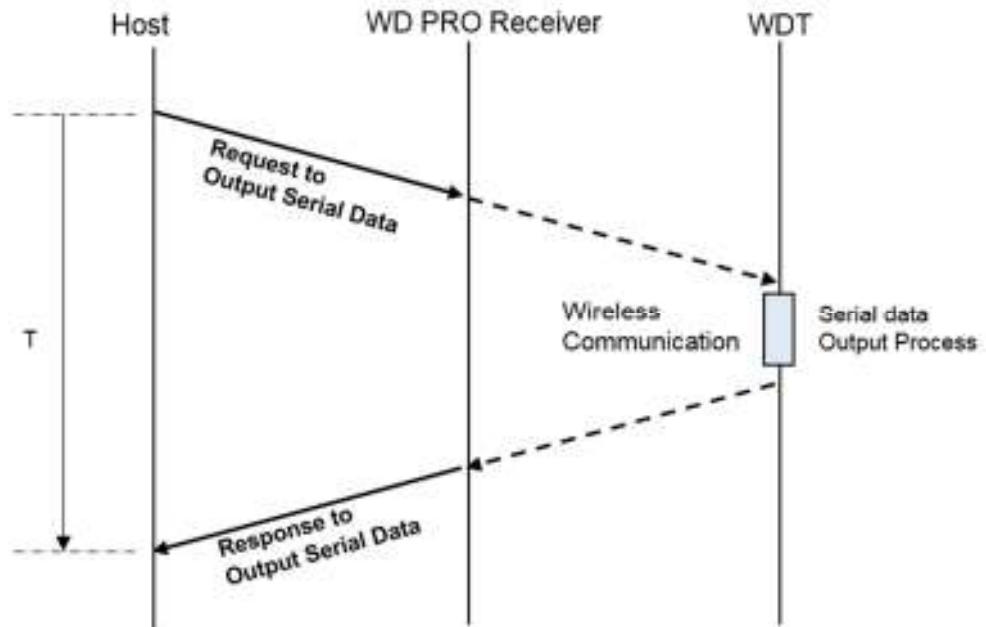 Host
WD PRO Receiver
WDT
Request to
Output Serial Data
Wireless
Communication
Serial data
Output Process
T
Response to
Output Serial Data